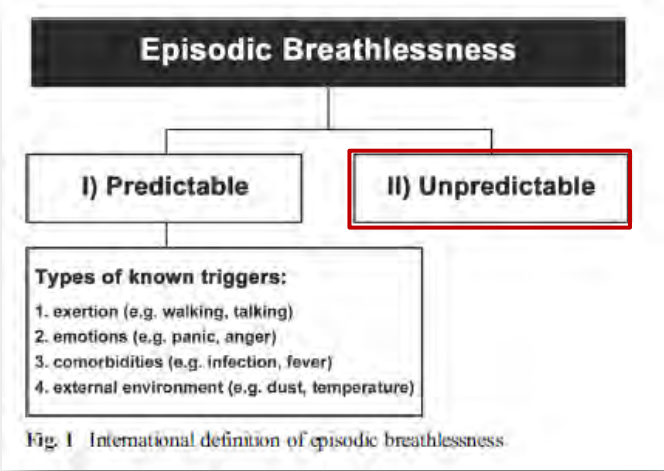 Episodic Breathlessness
I) Predictable
II) Unpredictable
Types of known triggers:
1. exertion (e.g. walking, talking)
2. emotions (e.g. panic, anger)
3. comorbidities (e.g. infection, fever)
4. external environment (e.g. dust, temperature)
Fig. 1 International definition of episodic breathlessness